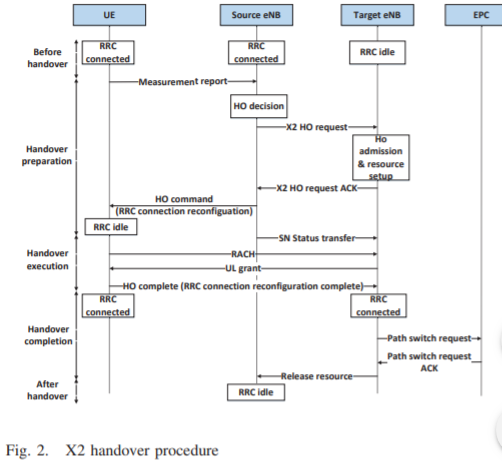 UE
Source eNB
Target eNB
EPC
Before
handover
RRC
connected
RRC
connected
RRC idle
Measurement report
HO decision
X2 HO request
Handover
preparation
Ho
admission
& resource
setup
X2 HO request ACK
HO command
(RRC connection reconfiguation)
RRC idle
SN Status transfer
Handover
execution
RACH
UL grant
HO complete (RRC connection reconfiguration complete)
RRC
connected
RRC
connected
Handover
completion
Path switch request
Path switch request
ACK
Release resource
After
handover
RRC idle
Fig. 2. X2 handover procedure